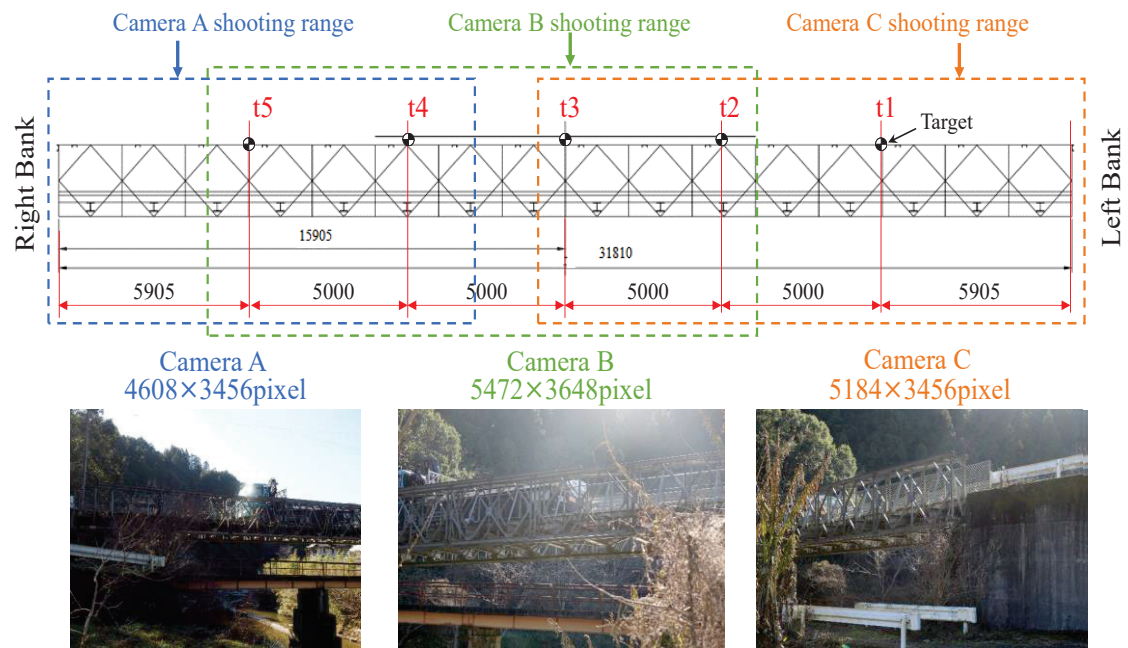 Camera A shooting range
Camera B shooting range
Camera C shooting range
t5
t4
t3
t2
t1
Target
Right Bank
Left Bank
15905
31810
5905
5000
5000
5000
5000
5905
Camera A
4608×3456pixel
Camera B
5472×3648pixel
Camera C
5184×3456pixel